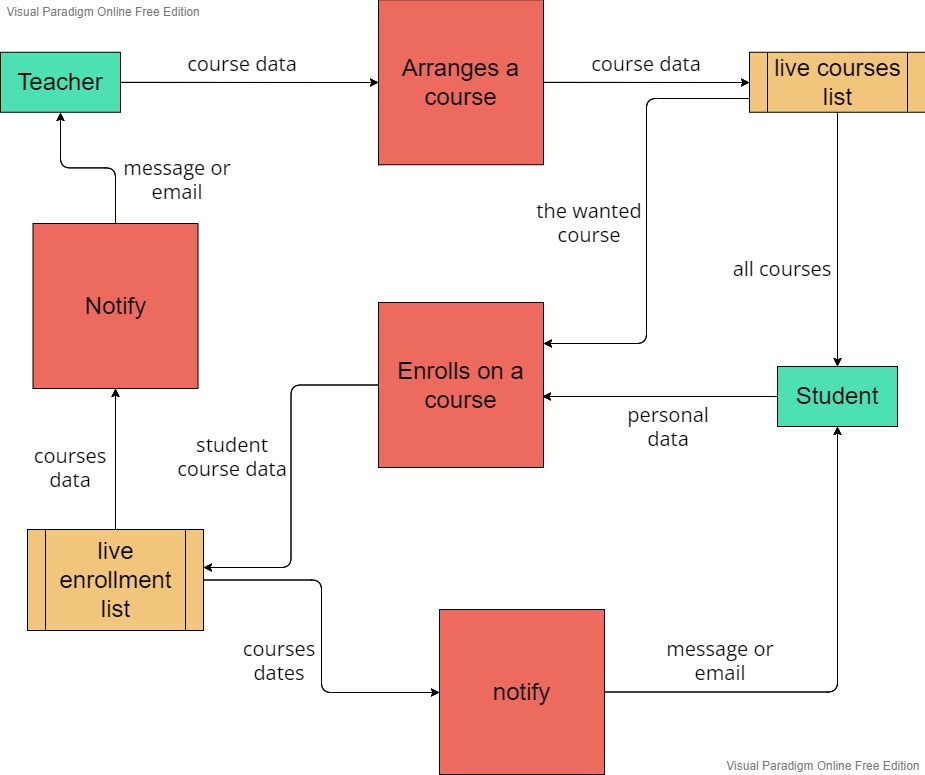 Visual Paradigm Online Free Edition
Teacher
course data
Arranges a
course
course data
live courses
list
message or
email
the wanted
course
all courses
Notify
Enrolls on a
course
Student
personal
data
student
course data
courses
data
live
enrollment
list
courses
dates
notify
message or
email
Visual Paradigm Online Free Edition